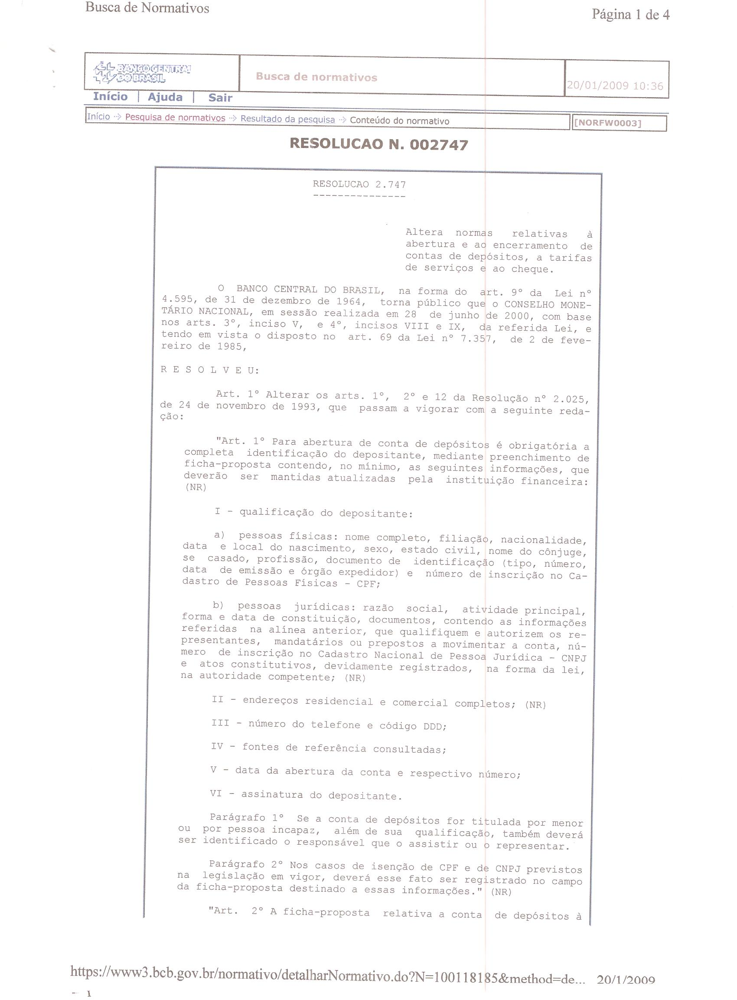 Busca de Normativos
Página 1 de 4
BANCO CENTRAL
DO BRASIL
Busca de normativos
20/01/2009 10:36
Início | Ajuda | Sair
Início --> Pesquisa de normativos --> Resultado da pesquisa --> Conteúdo do normativo
[NORFW0003]
RESOLUCAO N. 002747
RESOLUCAO 2.747
---------------
Altera normas relativas à
abertura e ao encerramento de
contas de depósitos, a tarifas
de serviços e ao cheque.
O BANCO CENTRAL DO BRASIL, na forma do art. 9º da Lei nº
4.595, de 31 de dezembro de 1964, torna público que o CONSELHO MONE-
TÁRIO NACIONAL, em sessão realizada em 28 de junho de 2000, com base
nos arts. 3º, inciso V, e 4º, incisos VIII e IX, da referida Lei, e
tendo em vista o disposto no art. 69 da Lei nº 7.357, de 2 de feve-
reiro de 1985,
R E S O L V E U:
Art. 1º Alterar os arts. 1º, 2º e 12 da Resolução nº 2.025,
de 24 de novembro de 1993, que passam a vigorar com a seguinte reda-
ção:
"Art. 1º Para abertura de conta de depósitos é obrigatória a
completa identificação do depositante, mediante preenchimento de
ficha-proposta contendo, no mínimo, as seguintes informações, que
deverão ser mantidas atualizadas pela instituição financeira:
(NR)
I - qualificação do depositante:
a) pessoas físicas: nome completo, filiação, nacionalidade,
data e local do nascimento, sexo, estado civil, nome do cônjuge,
se casado, profissão, documento de identificação (tipo, número,
data de emissão e órgão expedidor) e número de inscrição no Ca-
dastro de Pessoas Físicas - CPF;
b) pessoas jurídicas: razão social, atividade principal,
forma e data de constituição, documentos, contendo as informações
referidas na alínea anterior, que qualifiquem e autorizem os re-
presentantes, mandatários ou prepostos a movimentar a conta, nú-
mero de inscrição no Cadastro Nacional de Pessoa Jurídica - CNPJ
e atos constitutivos, devidamente registrados, na forma da lei,
na autoridade competente; (NR)
II - endereços residencial e comercial completos; (NR)
III - número do telefone e código DDD;
IV - fontes de referência consultadas;
V - data da abertura da conta e respectivo número;
VI - assinatura do depositante.
Parágrafo 1º Se a conta de depósitos for titulada por menor
ou por pessoa incapaz, além de sua qualificação, também deverá
ser identificado o responsável que o assistir ou o representar.
Parágrafo 2º Nos casos de isenção de CPF e de CNPJ previstos
na legislação em vigor, deverá esse fato ser registrado no campo
da ficha-proposta destinado a essas informações." (NR)
"Art. 2º A ficha-proposta relativa a conta de depósitos à
https://www3.bcb.gov.br/normativo/detalharNormativo.do?N=100118185&method=de... 20/1/2009